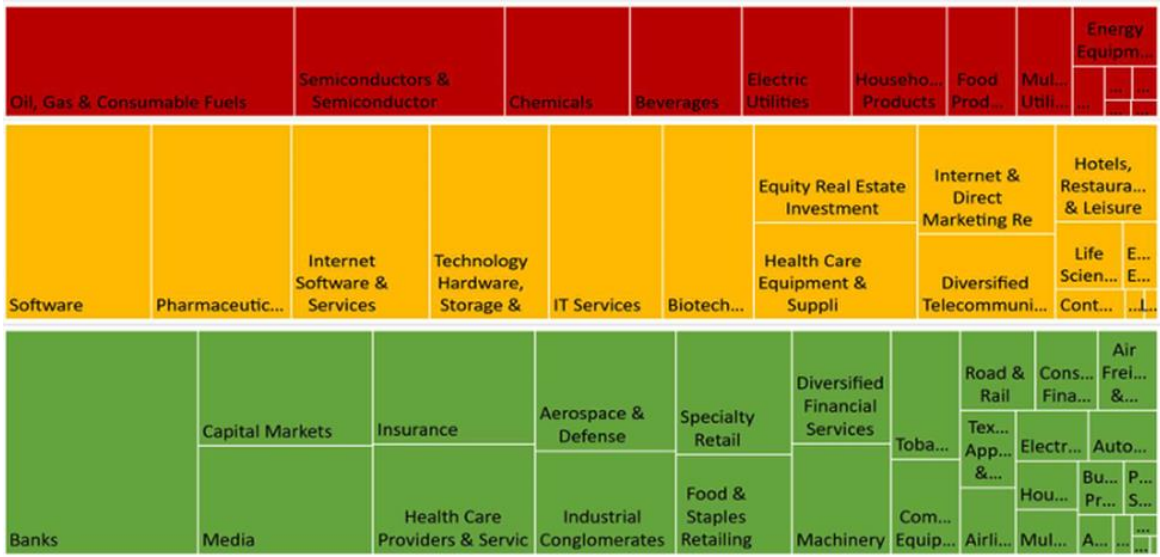 Oil, Gas & Consumable Fuels
Semiconductors &
Semiconductor
Chemicals
Beverages
Electric
Utilities
Househo...
Products
Food
Prod...
Mul...
Utili...
Energy
Equipm...
...
...
...
...
...
Software
Pharmaceutic...
Internet
Software &
Services
Technology
Hardware,
Storage &
IT Services
Biotech...
Equity Real Estate
Investment
Health Care
Equipment &
Suppli
Internet &
Direct
Marketing Re
Diversified
Telecommuni...
Hotels,
Restaura...
& Leisure
Life
Scien...
E...
E...
Cont...
...
L...
Banks
Capital Markets
Media
Insurance
Health Care
Providers & Servic
Aerospace &
Defense
Industrial
Conglomerates
Specialty
Retail
Food &
Staples
Retailing
Diversified
Financial
Services
Machinery
Toba...
Com...
Equip...
Road &
Rail
Cons...
Fina...
Air
Frei...
&...
Tex...
App...
&...
Electr...
Auto...
Airli...
Hou...
Mul...
Bu...
Pr...
P...
S...
A...
...
...
...